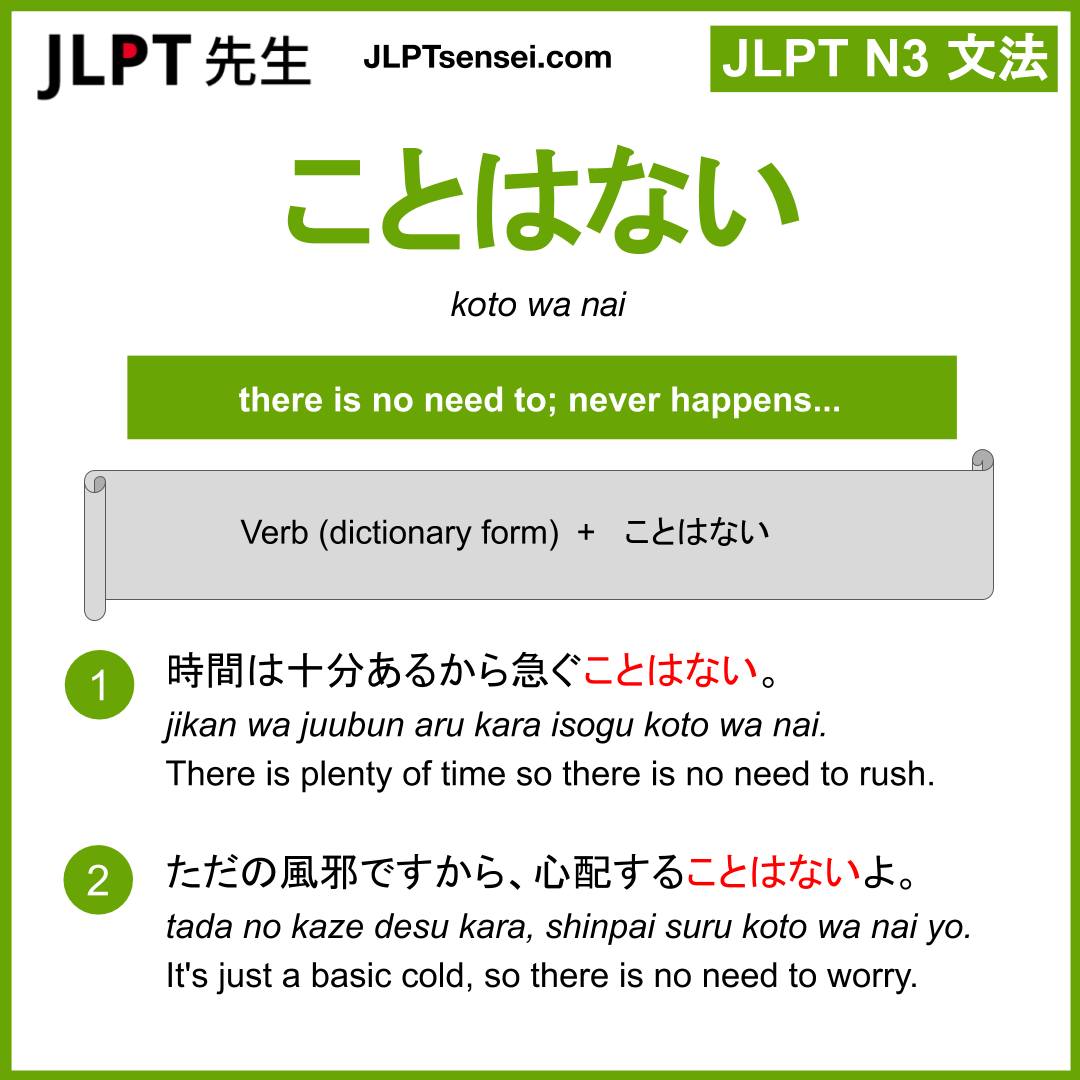 JLPT 先生 JLPTsensei.com JLPT N3 文法
ことはない
koto wa nai
there is no need to; never happens...
Verb (dictionary form) + ことはない
1 時間は十分あるから急ぐことはない。
jikan wa juubun aru kara isogu koto wa nai.
There is plenty of time so there is no need to rush.
2 ただの風邪ですから、心配することはないよ。
tada no kaze desu kara, shinpai suru koto wa nai yo.
It's just a basic cold, so there is no need to worry.